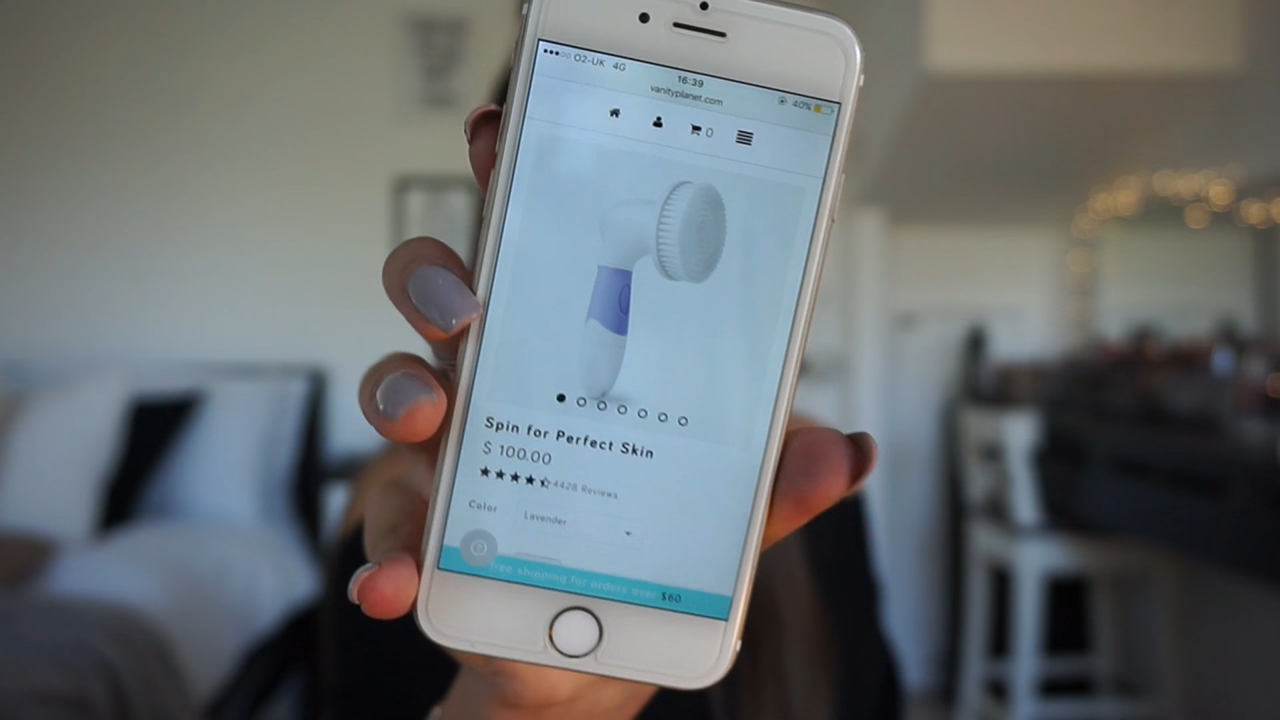 O2-UK 4G 16:39 40%
vanityplanet.com
0
Spin for Perfect Skin
$ 100.00
4428 Reviews
Color Lavender
free shipping for orders over $60